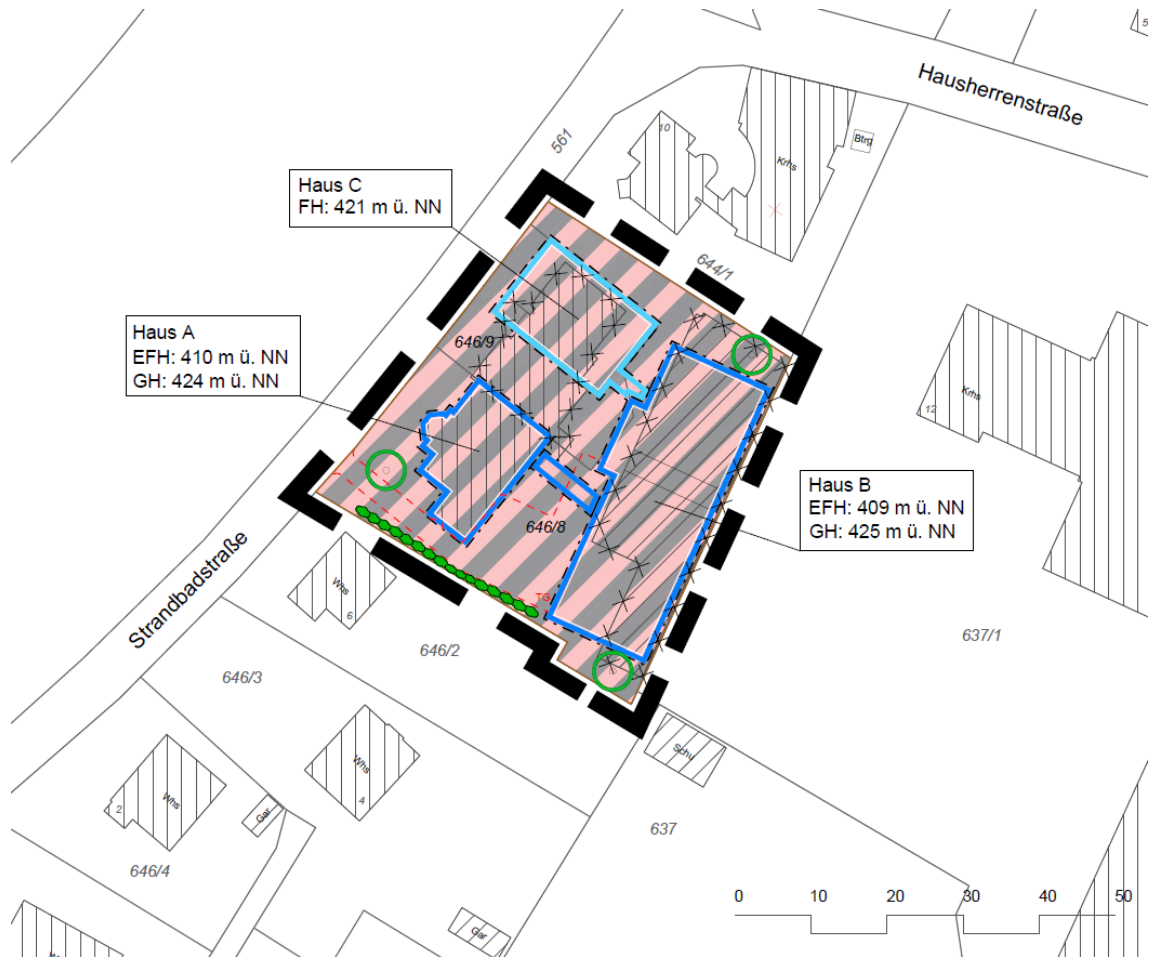 5
Hausherrenstraße
561
10
Krhs
Btrg
Haus C
FH: 421 m ü. NN
644/1
Haus A
EFH: 410 m ü. NN
GH: 424 m ü. NN
646/9
12
Krhs
Haus B
EFH: 409 m ü. NN
GH: 425 m ü. NN
646/8
TG
Strandbadstraße
Whs
6
646/2
637/1
646/3
Schu
Whs
4
Whs
2
Gar
637
646/4
0 10 20 30 40 50
Gar